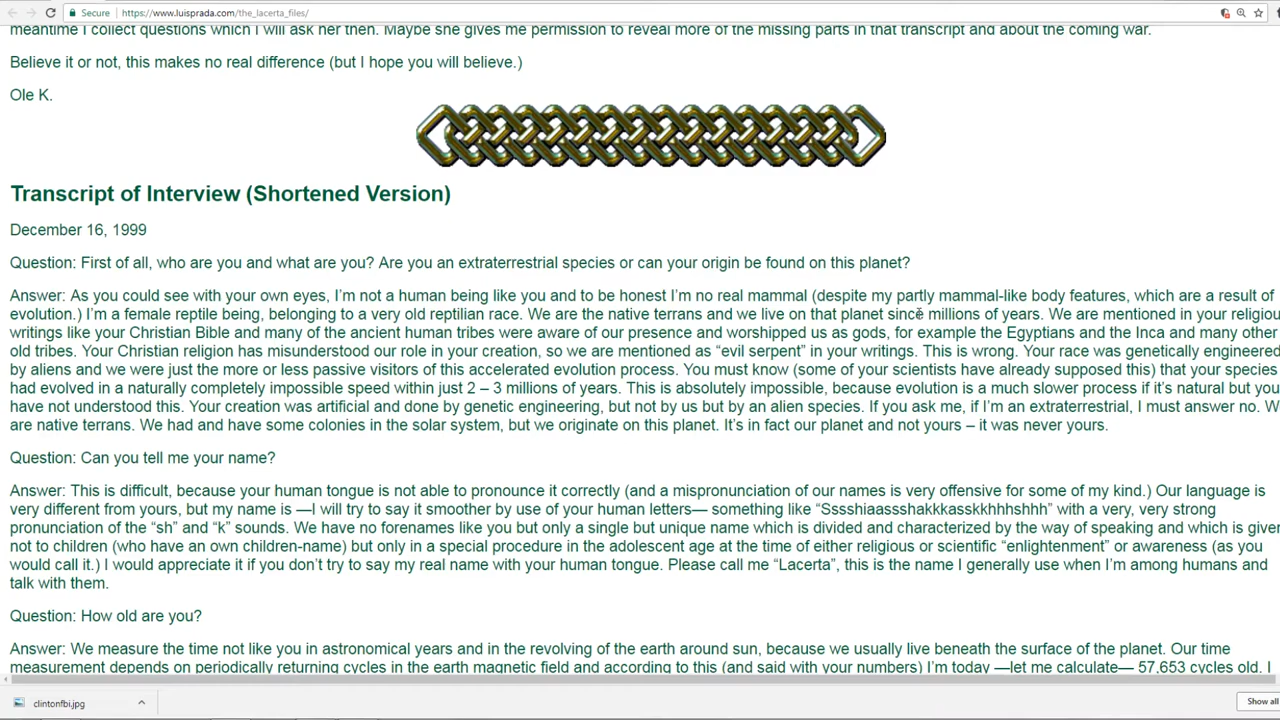 Secure
https://www.luisprada.com/the_lacerta_files/
meantime I collect questions which I will ask her then. Maybe she gives me permission to reveal more of the missing parts in that transcript and about the coming war.
Believe it or not, this makes no real difference (but I hope you will believe.)
Ole K.
Transcript of Interview (Shortened Version)
December 16, 1999
Question: First of all, who are you and what are you? Are you an extraterrestrial species or can your origin be found on this planet?
Answer: As you could see with your own eyes, I’m not a human being like you and to be honest I’m no real mammal (despite my partly mammal-like body features, which are a result of
evolution.) I’m a female reptile being, belonging to a very old reptilian race. We are the native terrans and we live on that planet since millions of years. We are mentioned in your religiou
writings like your Christian Bible and many of the ancient human tribes were aware of our presence and worshipped us as gods, for example the Egyptians and the Inca and many other
old tribes. Your Christian religion has misunderstood our role in your creation, so we are mentioned as “evil serpent” in your writings. This is wrong. Your race was genetically engineered
by aliens and we were just the more or less passive visitors of this accelerated evolution process. You must know (some of your scientists have already supposed this) that your species
had evolved in a naturally completely impossible speed within just 2 – 3 millions of years. This is absolutely impossible, because evolution is a much slower process if it’s natural but you
have not understood this. Your creation was artificial and done by genetic engineering, but not by us but by an alien species. If you ask me, if I’m an extraterrestrial, I must answer no. W
are native terrans. We had and have some colonies in the solar system, but we originate on this planet. It’s in fact our planet and not yours – it was never yours.
Question: Can you tell me your name?
Answer: This is difficult, because your human tongue is not able to pronounce it correctly (and a mispronunciation of our names is very offensive for some of my kind.) Our language is
very different from yours, but my name is —I will try to say it smoother by use of your human letters— something like “Sssshiaassshakkkasskkhhhshhh” with a very, very strong
pronunciation of the “sh” and “k” sounds. We have no forenames like you but only a single but unique name which is divided and characterized by the way of speaking and which is given
not to children (who have an own children-name) but only in a special procedure in the adolescent age at the time of either religious or scientific “enlightenment” or awareness (as you
would call it.) I would appreciate it if you don’t try to say my real name with your human tongue. Please call me “Lacerta”, this is the name I generally use when I’m among humans and
talk with them.
Question: How old are you?
Answer: We measure the time not like you in astronomical years and in the revolving of the earth around sun, because we usually live beneath the surface of the planet. Our time
measurement depends on periodically returning cycles in the earth magnetic field and according to this (and said with your numbers) I’m today —let me calculate— 57,653 cycles old. I
clintonfbi.jpg
Show all